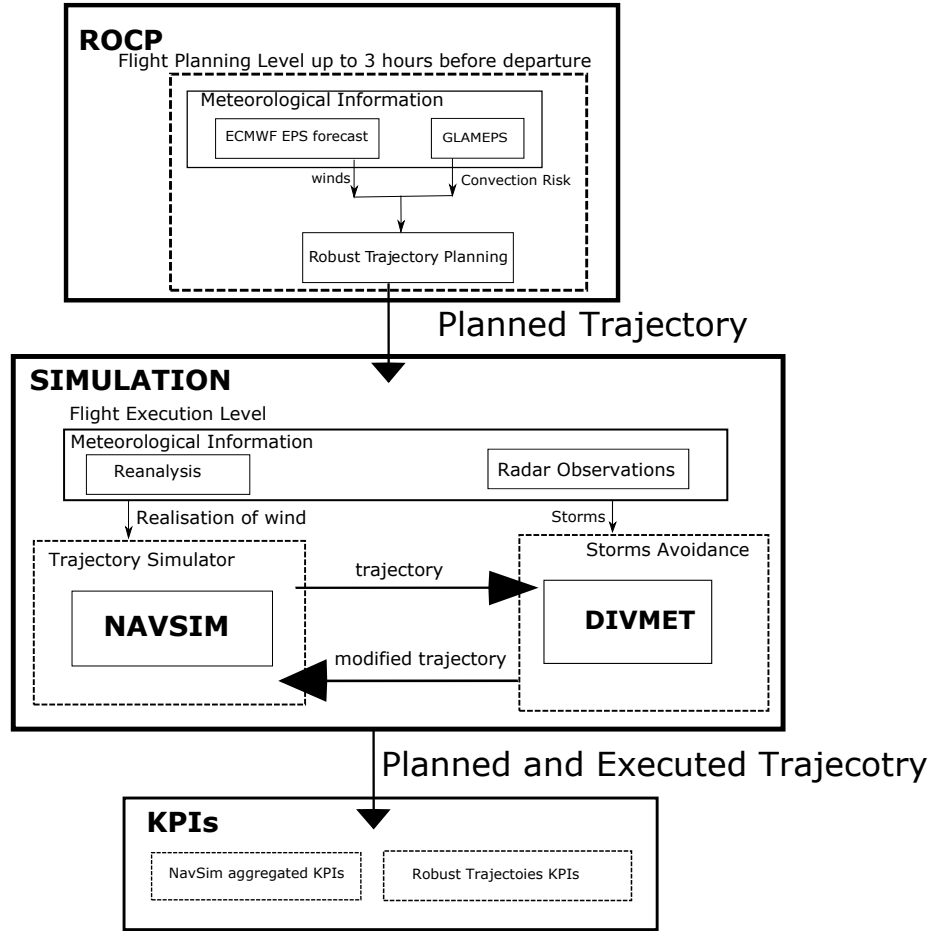 ROCP
Flight Planning Level up to 3 hours before departure
Meteorological Information
ECMWF EPS forecast
GLAMEPS
winds
Convection Risk
Robust Trajectory Planning
Planned Trajectory
SIMULATION
Flight Execution Level
Meteorological Information
Reanalysis
Radar Observations
Realisation of wind
Storms
Trajectory Simulator
Storms Avoidance
trajectory
NAVSIM
DIVMET
modified trajectory
Planned and Executed Trajecotry
KPIs
NavSim aggregated KPIs
Robust Trajectoies KPIs